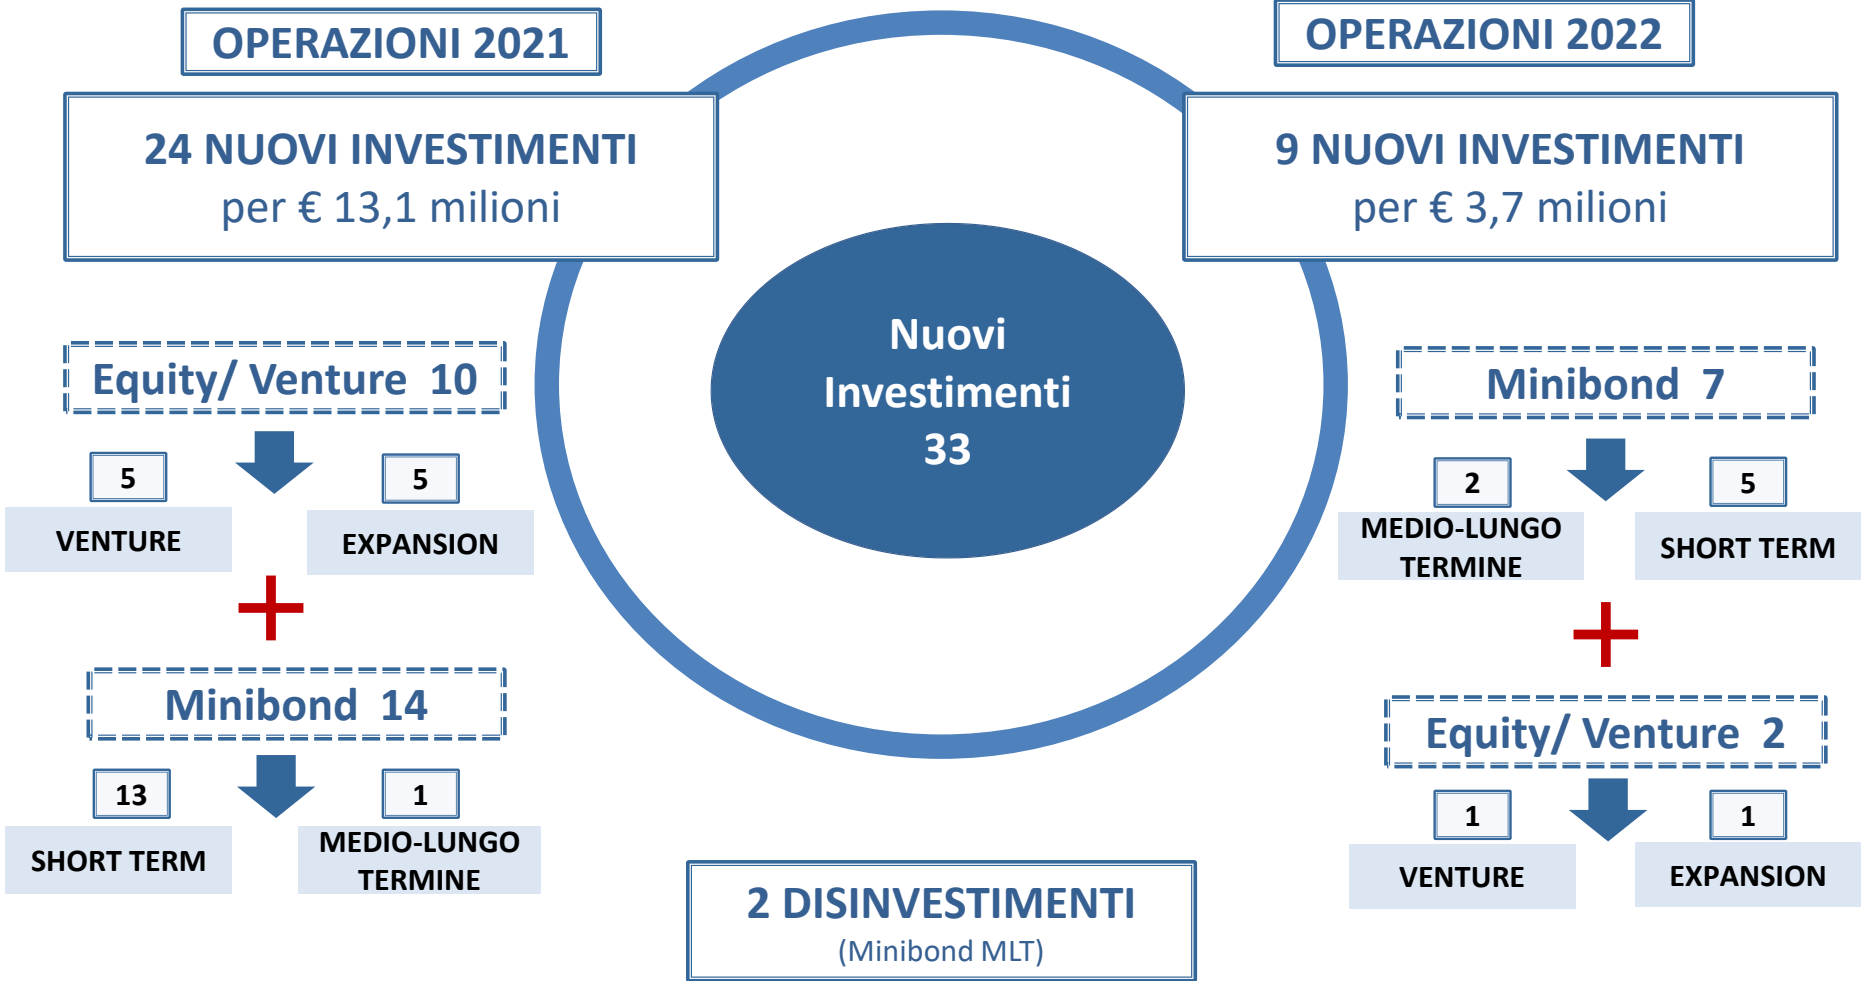 OPERAZIONI 2021
24 NUOVI INVESTIMENTI
per € 13,1 milioni
Equity/ Venture 10
5
5
VENTURE
EXPANSION
Minibond 14
13
1
SHORT TERM
MEDIO-LUNGO
TERMINE
Nuovi
Investimenti
33
2 DISINVESTIMENTI
(Minibond MLT)
OPERAZIONI 2022
9 NUOVI INVESTIMENTI
per € 3,7 milioni
Minibond 7
2
5
MEDIO-LUNGO
TERMINE
SHORT TERM
Equity/ Venture 2
1
1
VENTURE
EXPANSION